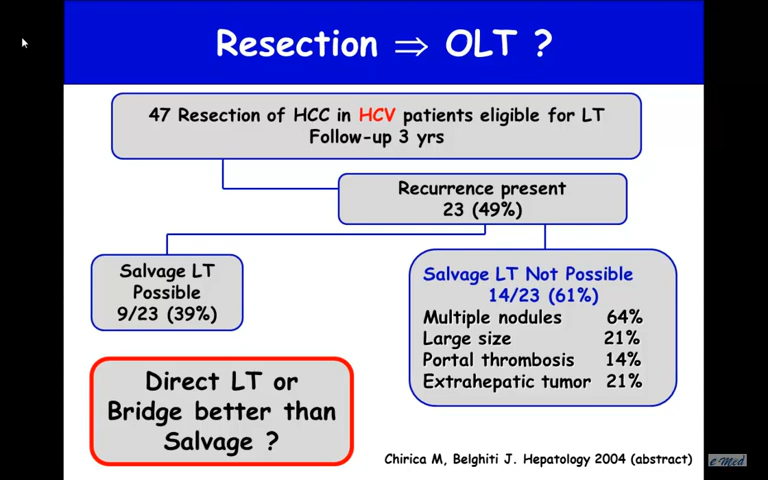 Resection ⇒ OLT ?
47 Resection of HCC in HCV patients eligible for LT
Follow-up 3 yrs
Recurrence present
23 (49%)
Salvage LT
Possible
9/23 (39%)
Salvage LT Not Possible
14/23 (61%)
Multiple nodules 64%
Large size 21%
Portal thrombosis 14%
Extrahepatic tumor 21%
Direct LT or
Bridge better than
Salvage ?
Chirica M, Belghiti J. Hepatology 2004 (abstract)
e-Med